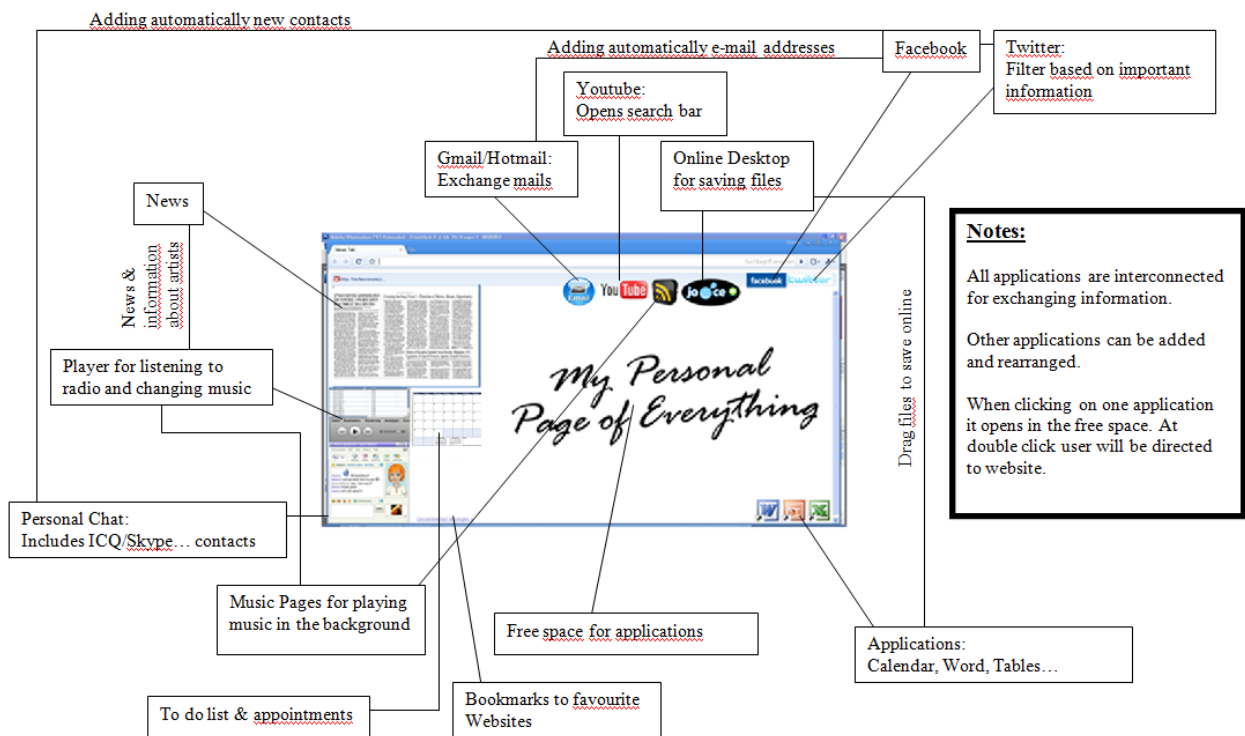 Adding automatically new contacts
Adding automatically e-mail addresses
Facebook
Twitter:
Filter based on important
information
Youtube:
Opens search bar
Gmail/Hotmail:
Exchange mails
Online Desktop
for saving files
News
News &
information
about artists
Player for listening to
radio and changing music
Email
YouTube
joice
facebook
twitter
My Personal
Page of Everything
Drag files to save online
Notes:
All applications are interconnected
for exchanging information.
Other applications can be added
and rearranged.
When clicking on one application
it opens in the free space. At
double click user will be directed
to website.
Personal Chat:
Includes ICQ/Skype… contacts
Music Pages for playing
music in the background
Free space for applications
Applications:
Calendar, Word, Tables…
To do list & appointments
Bookmarks to favourite
Websites